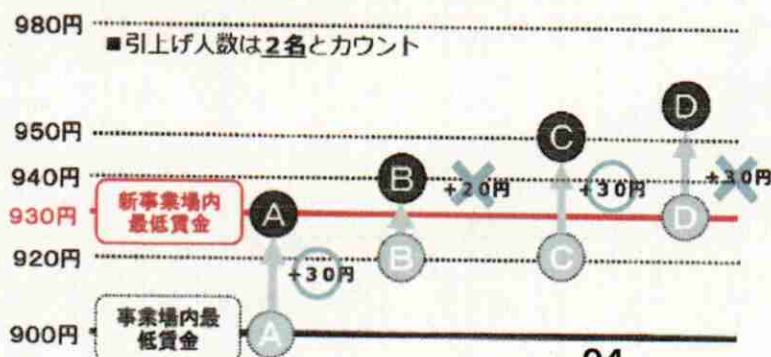 980円
■引上げ人数は2名とカウント
950円
940円
930円
920円
900円
新事業場内
最低賃金
事業場内最
低賃金
A
A
+30円
B
B
+20円
C
C
+30円
D
D
+30円